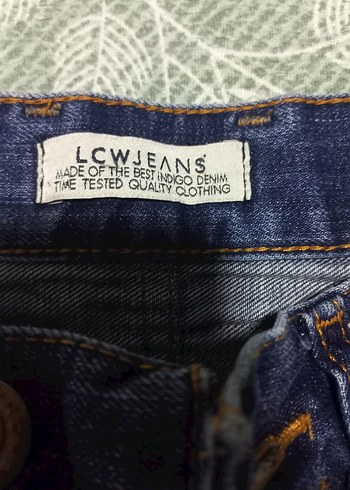 LCWJEANS
MADE OF THE BEST INDIGO DENIM
TIME TESTED QUALITY CLOTHING